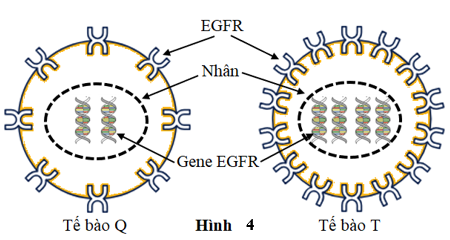 EGFR
Nhân
Gene EGFR
Tế bào Q Hình 4 Tế bào T